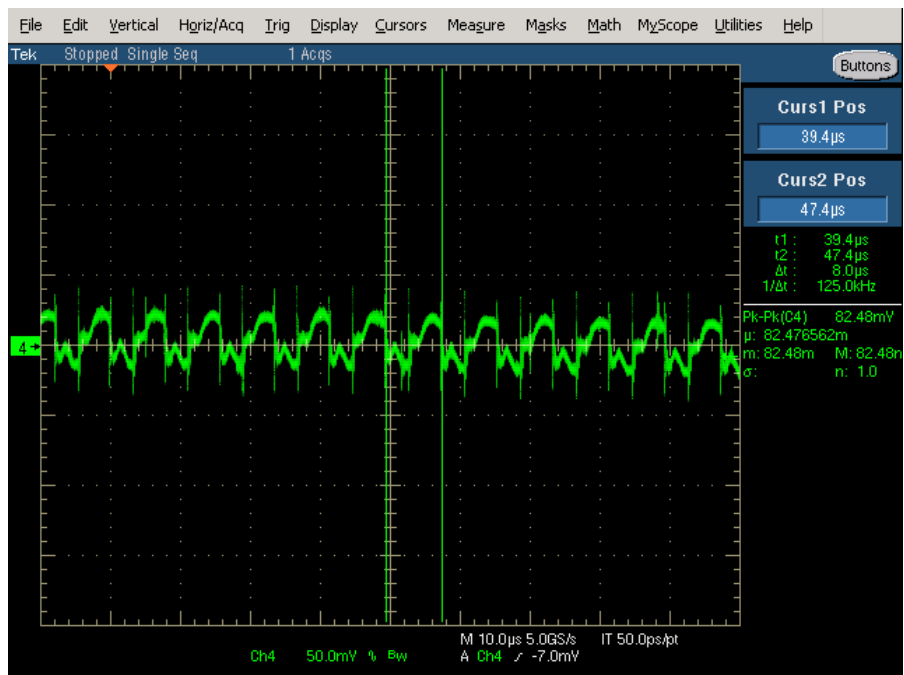 File Edit Vertical Horiz/Acq Trig Display Cursors Measure Masks Math MyScope Utilities Help
Tek Stopped Single Seq 1 Acqs
Buttons
Curs1 Pos
39.4µs
Curs2 Pos
47.4µs
t1 : 39.4µs
t2 : 47.4µs
Δt : 8.0µs
1/Δt : 125.0kHz
Pk-Pk(C4) 82.48mV
µ: 82.476562m
m: 82.48m M: 82.48m
σ: n: 1.0
4
M 10.0µs 5.0GS/s IT 50.0ps/pt
Ch4 50.0mV Bw A Ch4 -7.0mV